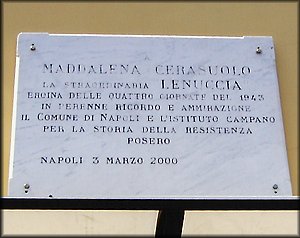 A
MADDALENA CERASUOLO
LA STRAORDINARIA LENUCCIA
EROINA DELLE QUATTRO GIORNATE DEL 1943
IN PERENNE RICORDO E AMMIRAZIONE
IL COMUNE DI NAPOLI E L'ISTITUTO CAMPANO
PER LA STORIA DELLA RESISTENZA
POSERO
NAPOLI 3 MARZO 2000